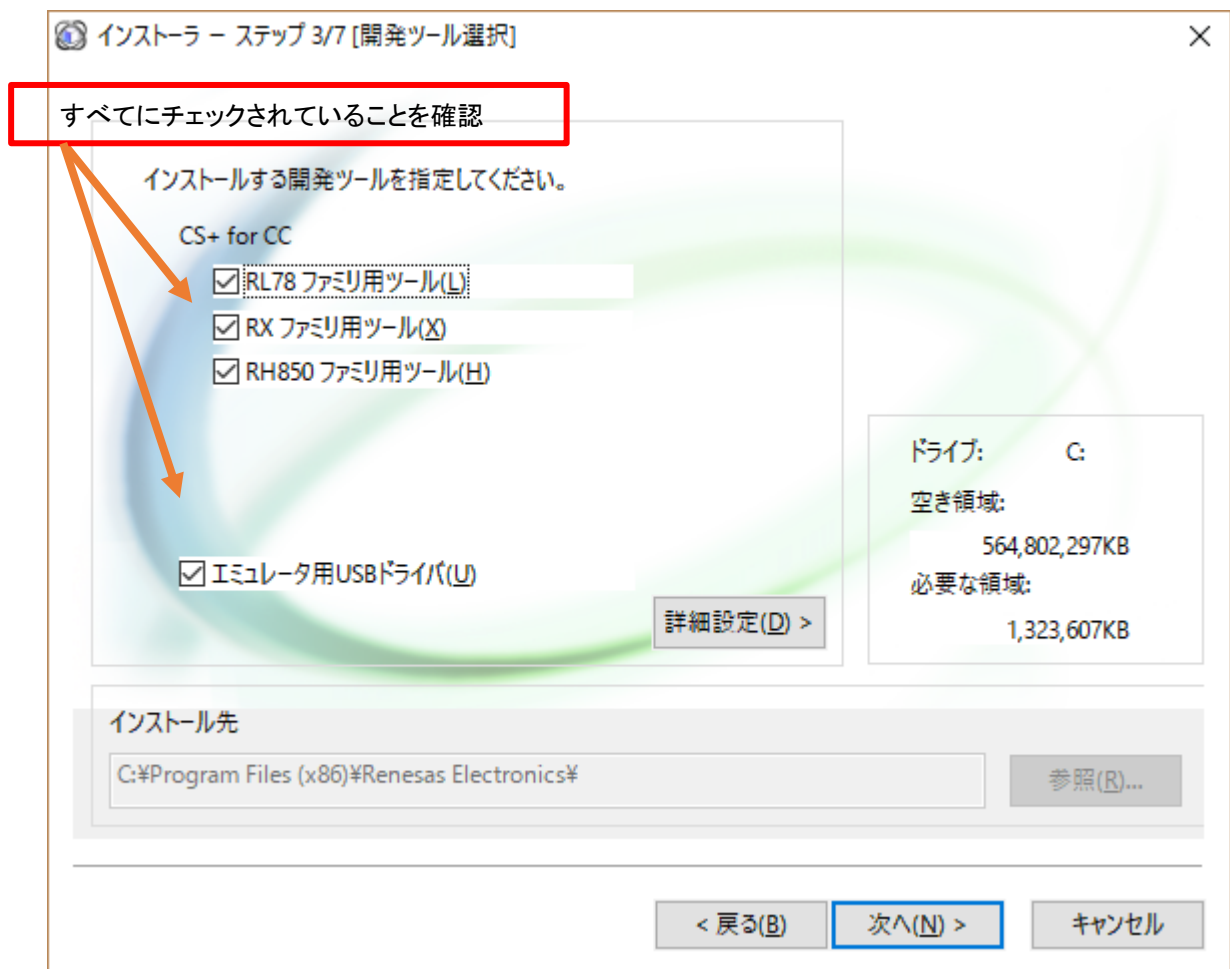 インストーラ － ステップ 3/7 [開発ツール選択]
すべてにチェックされていることを確認
インストールする開発ツールを指定してください。
CS+ for CC
RL78 ファミリ用ツール(L)
RX ファミリ用ツール(X)
RH850 ファミリ用ツール(H)
エミュレータ用USBドライバ(U)
詳細設定(D) >
ドライブ: C:
空き領域:
564,802,297KB
必要な領域:
1,323,607KB
インストール先
C:¥Program Files (x86)¥Renesas Electronics¥
参照(R)...
< 戻る(B)
次へ(N) >
キャンセル